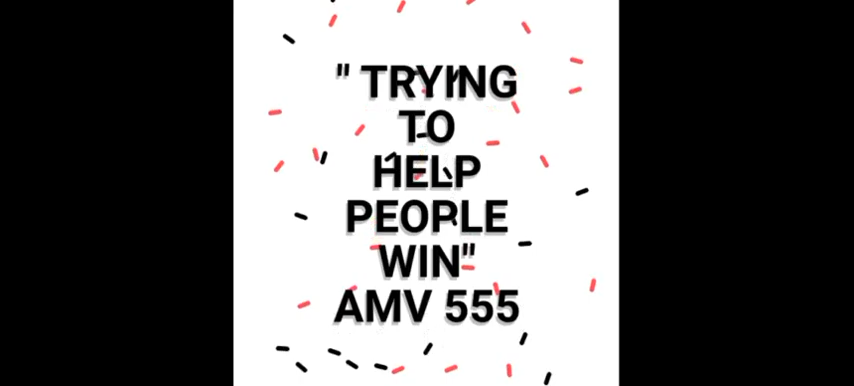 " TRYING
TO
HELP
PEOPLE
WIN"
AMV 555